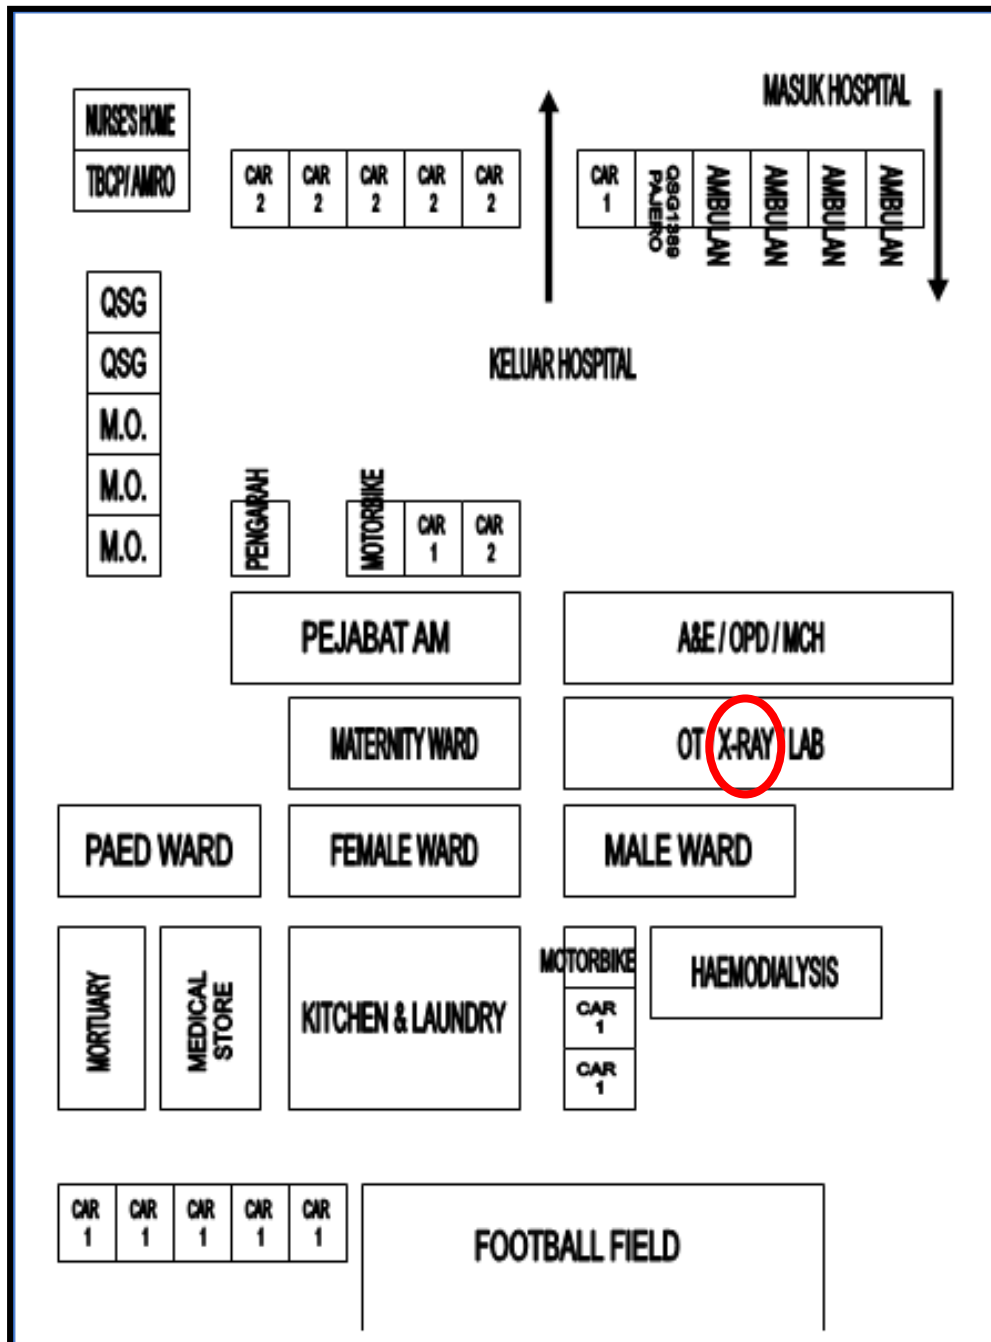 MASUK HOSPITAL
NURSE'S HOME
TBCP/ AMRO
CAR
2
CAR
2
CAR
2
CAR
2
CAR
2
CAR
1
QSG1389
PAJERO
AMBULAN
AMBULAN
AMBULAN
AMBULAN
QSG
QSG
M.O.
M.O.
M.O.
KELUAR HOSPITAL
PENGARAH
MOTORBIKE
CAR
1
CAR
2
PEJABAT AM
A&E / OPD / MCH
MATERNITY WARD
OT / X-RAY / LAB
PAED WARD
FEMALE WARD
MALE WARD
MORTUARY
MEDICAL
STORE
KITCHEN & LAUNDRY
MOTORBIKE
CAR
1
CAR
1
HAEMODIALYSIS
CAR
1
CAR
1
CAR
1
CAR
1
CAR
1
FOOTBALL FIELD